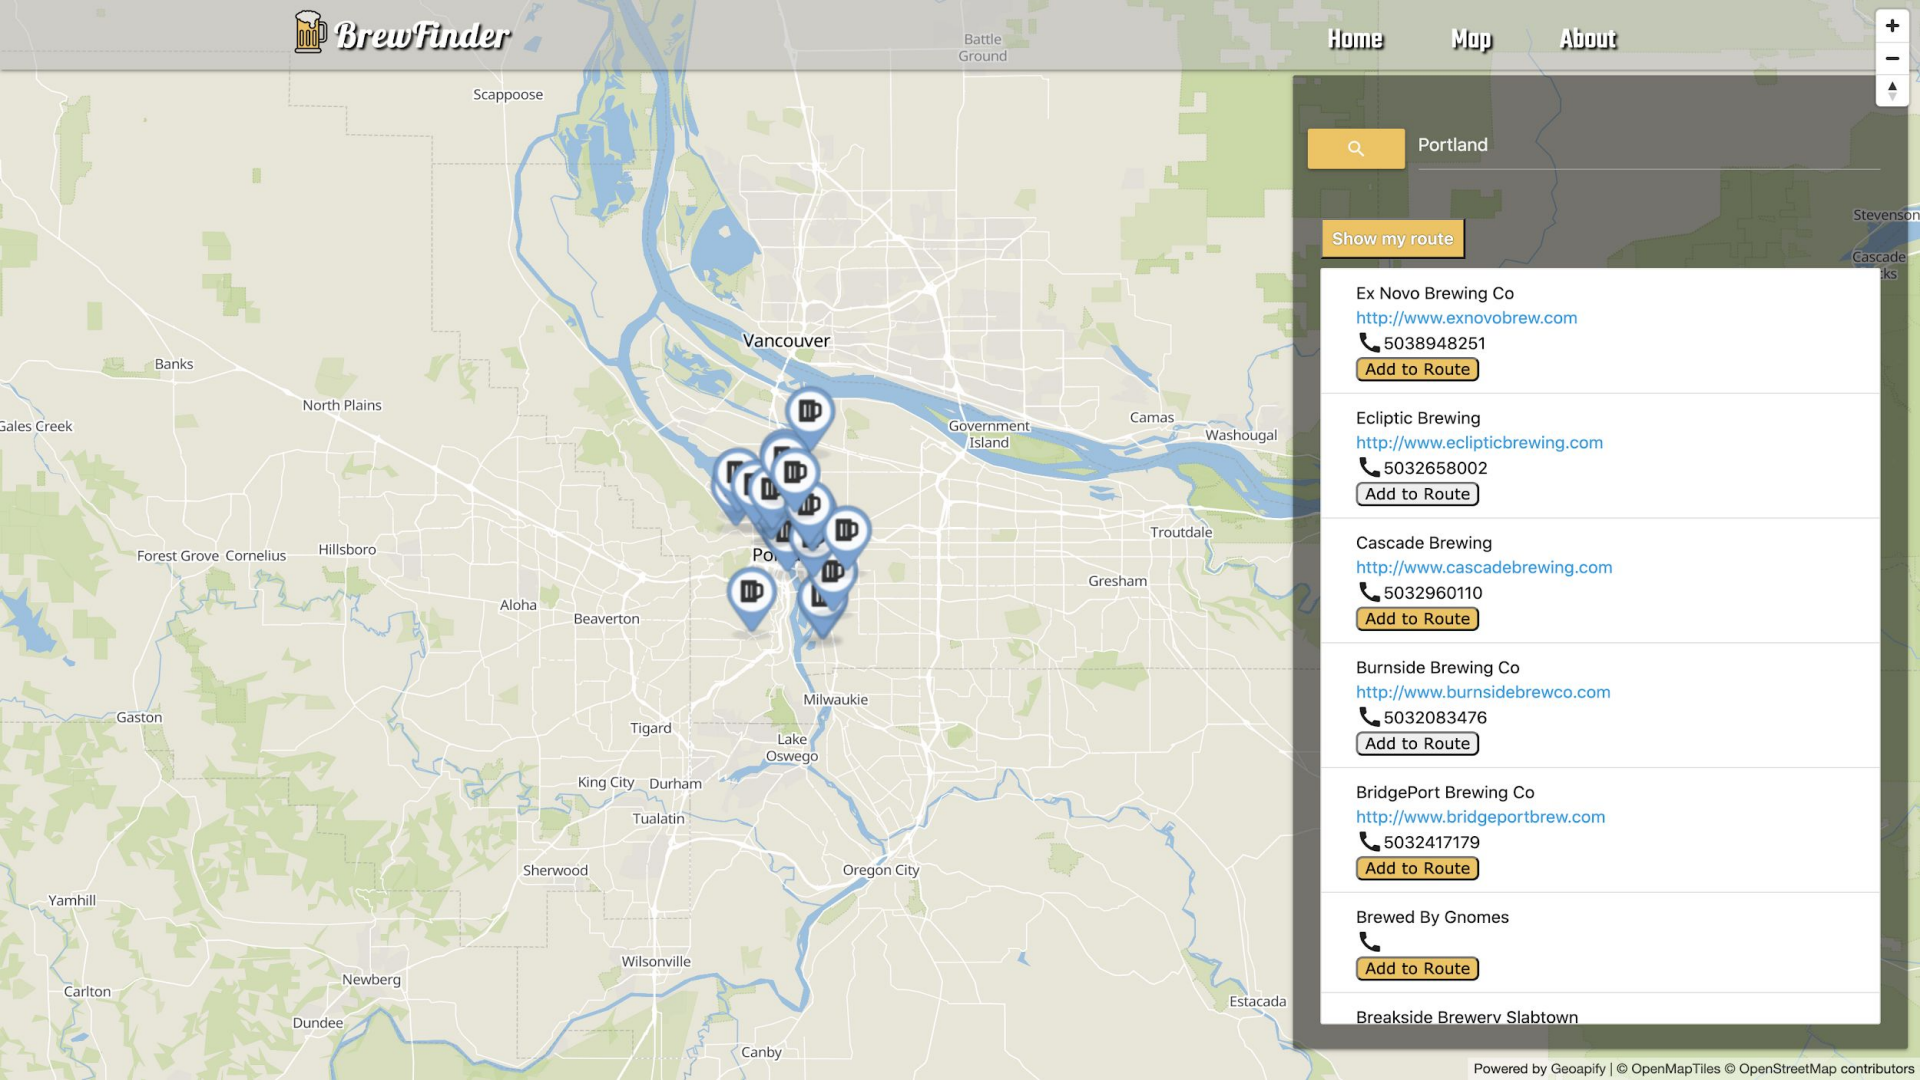 BrewFinder
Home
Map
About
Battle
Ground
Scappoose
Portland
Stevenson
Cascade
Show my route
Ex Novo Brewing Co
http://www.exnovobrew.com
5038948251
Add to Route
Ecliptic Brewing
http://www.eclipticbrewing.com
5032658002
Add to Route
Cascade Brewing
http://www.cascadebrewing.com
5032960110
Add to Route
Burnside Brewing Co
http://www.burnsidebrewco.com
5032083476
Add to Route
BridgePort Brewing Co
http://www.bridgeportbrew.com
5032417179
Add to Route
Brewed By Gnomes
Add to Route
Breakside Brewery Slabtown
Vancouver
Banks
North Plains
Gales Creek
Government
Island
Camas
Washougal
Troutdale
Forest Grove
Cornelius
Hillsboro
Gresham
Aloha
Beaverton
Milwaukie
Gaston
Tigard
Lake
Oswego
King City
Durham
Tualatin
Sherwood
Oregon City
Yamhill
Wilsonville
Newberg
Carlton
Estacada
Dundee
Canby
Powered by Geoapify | © OpenMapTiles © OpenStreetMap contributors